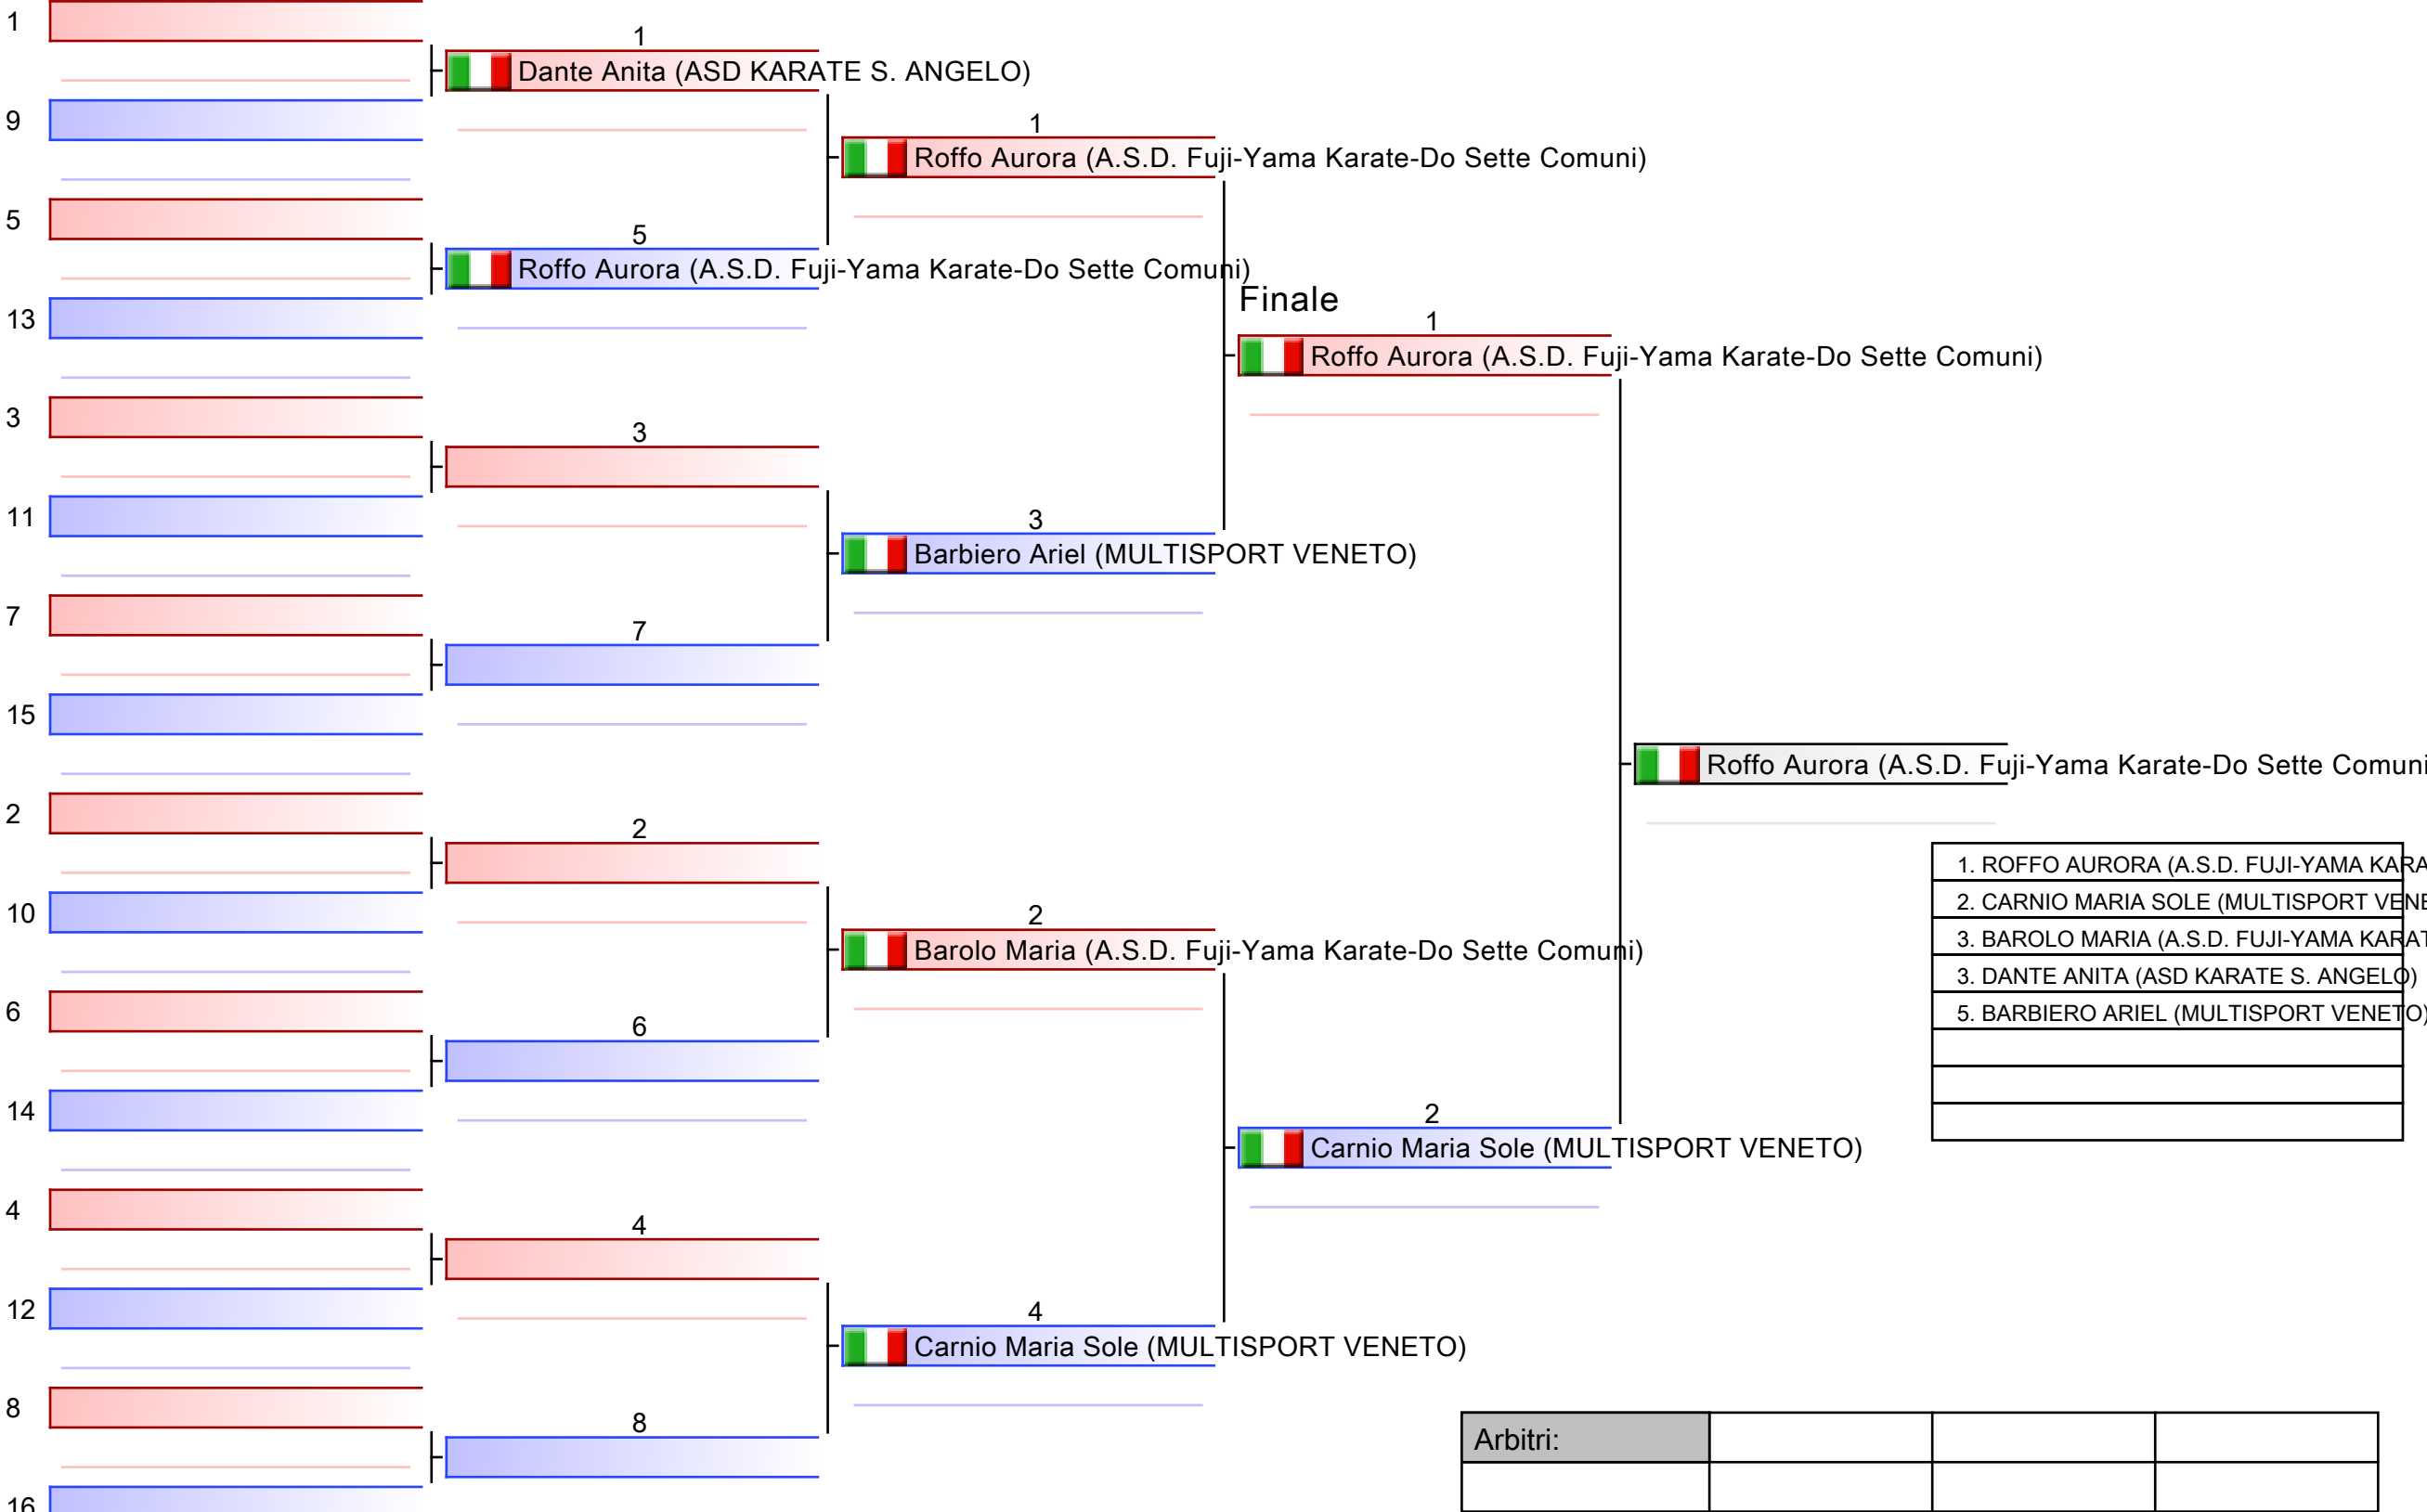 1
9
5
13
3
11
7
15
2
10
6
14
4
12
8
16
1
Dante Anita (ASD KARATE S. ANGELO)
5
Roffo Aurora (A.S.D. Fuji-Yama Karate-Do Sette Comuni)
3
7
2
6
4
8
1
Roffo Aurora (A.S.D. Fuji-Yama Karate-Do Sette Comuni)
3
Barbiero Ariel (MULTISPORT VENETO)
2
Barolo Maria (A.S.D. Fuji-Yama Karate-Do Sette Comuni)
4
Carnio Maria Sole (MULTISPORT VENETO)
Finale
1
Roffo Aurora (A.S.D. Fuji-Yama Karate-Do Sette Comuni)
2
Carnio Maria Sole (MULTISPORT VENETO)
Roffo Aurora (A.S.D. Fuji-Yama Karate-Do Sette Comuni
1. ROFFO AURORA (A.S.D. FUJI-YAMA KARA
2. CARNIO MARIA SOLE (MULTISPORT VENE
3. BAROLO MARIA (A.S.D. FUJI-YAMA KARAT
3. DANTE ANITA (ASD KARATE S. ANGELO)
5. BARBIERO ARIEL (MULTISPORT VENETO)
Arbitri: